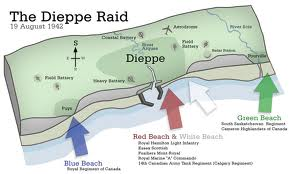 The Dieppe Raid
19 August 1942
Coastal Battery
Aerodrome
River Scie
River Arques
Radar Station
Field Battery
Dieppe
Field Battery
Pourville
Heavy Battery
Puys
N
S
Green Beach
South Saskatchewan Regiment
Cameron Highlanders of Canada
Red Beach & White Beach
Royal Hamilton Light Infantry
Essex Scottish
Fusiliers Mont-Royal
Royal Marine "A" Commando
14th Canadian Army Tank Regiment (Calgary Regiment)
Blue Beach
Royal Regiment of Canada